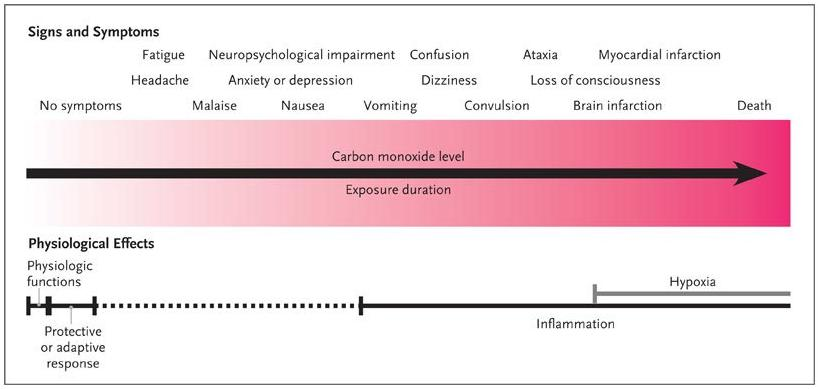 Signs and Symptoms
Fatigue Neuropsychological impairment Confusion Ataxia Myocardial infarction
Headache Anxiety or depression Dizziness Loss of consciousness
No symptoms Malaise Nausea Vomiting Convulsion Brain infarction Death
Carbon monoxide level
Exposure duration
Physiological Effects
Physiologic
functions
Hypoxia
Inflammation
Protective
or adaptive
response